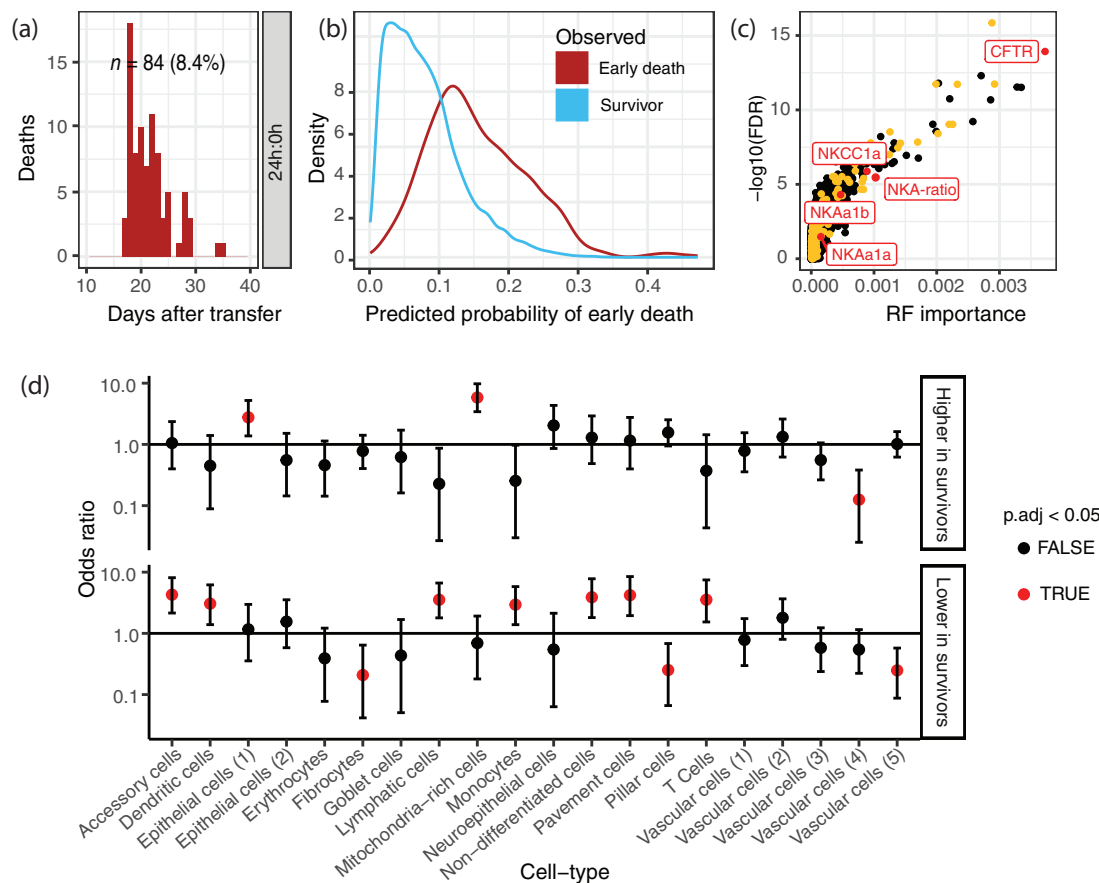 (a)
n = 84 (8.4%)
15
10
5
0
10 20 30 40
Deaths
Days after transfer
24h:0h
(b)
Observed
Early death
Survivor
8
6
4
2
0
0.0 0.1 0.2 0.3 0.4
Density
Predicted probability of early death
(c)
CFTR
NKCC1a
NKA-ratio
NKAa1b
NKAa1a
15
10
5
0
0.000 0.001 0.002 0.003
-log10(FDR)
RF importance
(d)
10.0
1.0
0.1
Higher in survivors
10.0
1.0
0.1
Lower in survivors
Odds ratio
p.adj < 0.05
FALSE
TRUE
Accessory cells
Dendritic cells
Epithelial cells (1)
Epithelial cells (2)
Erythrocytes
Fibrocytes
Goblet cells
Lymphatic cells
Mitochondria−rich cells
Monocytes
Neuroepithelial cells
Non−differentiated cells
Pavement cells
Pillar cells
T Cells
Vascular cells (1)
Vascular cells (2)
Vascular cells (3)
Vascular cells (4)
Vascular cells (5)
Cell−type